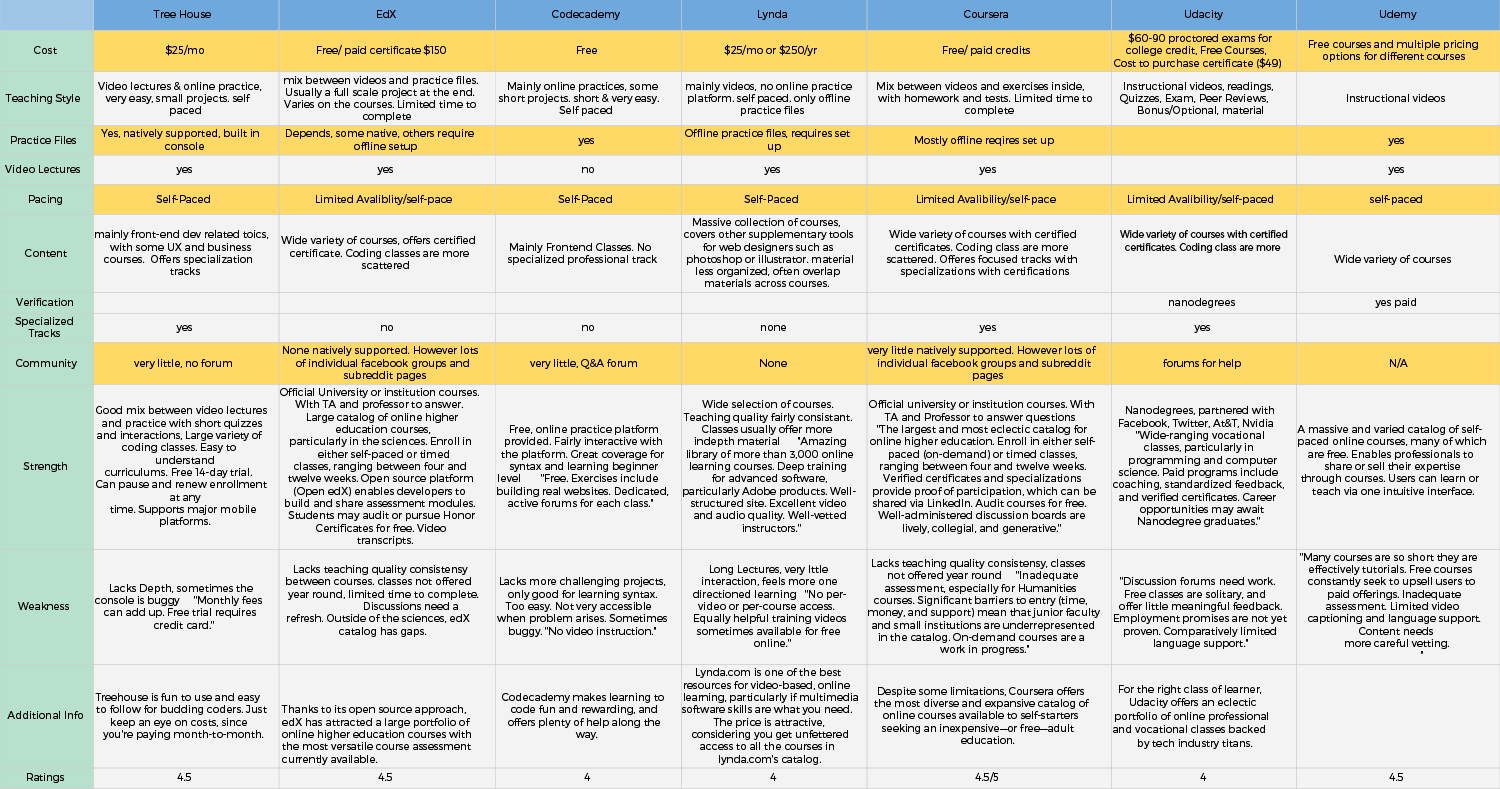 Tree House
EdX
Codecademy
Lynda
Coursera
Udacity
Udemy
Cost
$25/mo
Free/ paid certificate $150
Free
$25/mo or $250/yr
Free/ paid credits
$60-90 proctored exams for
college credit, Free Courses,
Cost to purchase certificate ($49)
Free courses and multiple pricing
options for different courses
Teaching Style
Video lectures & online practice,
very easy, small projects. self
paced
mix between videos and practice files.
Usually a full scale project at the end.
Varies on the courses. Limited time to
complete
Mainly online practices, some
short projects. short & very easy.
Self paced
mainly videos, no online practice
platform. self paced. only offline
practice files
Mix between videos and exercises inside,
with homework and tests. Limited time to
complete
Instructional videos, readings,
Quizzes, Exam, Peer Reviews,
Bonus/Optional, material
Instructional videos
Practice Files
Yes, natively supported, built in
console
Depends, some native, others require
offline setup
yes
Offline practice files, requires set
up
Mostly offline reqires set up
yes
Video Lectures
yes
yes
no
yes
yes
yes
Pacing
Self-Paced
Limited Avaliblity/self-pace
Self-Paced
Self-Paced
Limited Avalibility/self-pace
Limited Avalibility/self-paced
self-paced
Content
mainly front-end dev related toics,
with some UX and business
courses.  Offers specialization
tracks
Wide variety of courses, offers certified
certificate. Coding classes are more
scattered
Mainly Frontend Classes. No
specialized professional track
Massive collection of courses,
covers other supplementary tools
for web designers such as
photoshop or illustrator. material
less organized, often overlap
materials across courses.
Wide variety of courses with certified
certificates. Coding class are more
scattered. Offeres focused tracks with
specializations with certifications
Wide variety of courses with certified
certificates. Coding class are more
Wide variety of courses
Verification
nanodegrees
yes paid
Specialized
Tracks
yes
no
no
none
yes
yes
Community
very little, no forum
None natively supported. However lots
of individual facebook groups and
subreddit pages
very little, Q&A forum
None
very little natively supported. However lots of
individual facebook groups and subreddit
pages
forums for help
N/A
Strength
Good mix between video lectures
and practice with short quizzes
and interactions, Large variety of
coding classes. Easy to
understand
curriculums. Free 14-day trial.
Can pause and renew enrollment
at any
time. Supports major mobile
platforms.
Official University or institution courses.
With TA and professor to answer.
Large catalog of online higher
education courses,
particularly in the sciences. Enroll in
either self-paced or timed
classes, ranging between four and
twelve weeks. Open source platform
(Open edX) enables developers to
build and share assessment modules.
Students may audit or pursue Honor
Certificates for free. Video
transcripts.
Free, online practice platform
provided. Fairly interactive with
the platform. Great coverage for
syntax and learning beginner
level     "Free. Exercises include
building real websites. Dedicated,
active forums for each class."
Wide selection of courses.
Teaching quality fairly consistant.
Classes usually offer more
indepth material     "Amazing
library of more than 3,000 online
learning courses. Deep training
for advanced software,
particularly Adobe products. Well-
structured site. Excellent video
and audio quality. Well-vetted
instructors."
Official university or institution courses. With
TA and Professor to answer questions
"The largest and most eclectic catalog for
online higher education. Enroll in either self-
paced (on-demand) or timed classes,
ranging between four and twelve weeks.
Verified certificates and specializations
provide proof of participation, which can be
shared via LinkedIn. Audit courses for free.
Well-administered discussion boards are
lively, collegial, and generative."
Nanodegrees, partnered with
Facebook, Twitter, At&T, Nvidia
"Wide-ranging vocational
classes, particularly in
programming and computer
science. Paid programs include
coaching, standardized feedback,
and verified certificates. Career
opportunities may await
Nanodegree graduates."
A massive and varied catalog of self-
paced online courses, many of which
are free. Enables professionals to
share or sell their expertise
through courses. Users can learn or
teach via one intuitive interface.
Weakness
Lacks Depth, sometimes the
console is buggy     "Monthly fees
can add up. Free trial requires
credit card."
Lacks teaching quality consistensy
between courses. classes not offered
year round, limited time to complete.
Discussions need a
refresh. Outside of the sciences, edX
catalog has gaps.
Lacks more challenging projects,
only good for learning syntax.
Too easy. Not very accessible
when problem arises. Sometimes
buggy. "No video instruction."
Long Lectures, very lttle
interaction, feels more one
directioned learning   "No per-
video or per-course access.
Equally helpful training videos
sometimes available for free
online."
Lacks teaching quality consistensy, classes
not offered year round    "Inadequate
assessment, especially for Humanities
courses. Significant barriers to entry (time,
money, and support) mean that junior faculty
and small institutions are underrepresented
in the catalog. On-demand courses are a
work in progress."
"Discussion forums need work.
Free classes are solitary, and
offer little meaningful feedback.
Employment promises are not yet
proven. Comparatively limited
language support."
"Many courses are so short they are
effectively tutorials. Free courses
constantly seek to upsell users to
paid offerings. Inadequate
assessment. Limited video
captioning and language support.
Content needs
more careful vetting.
"
Additional Info
Treehouse is fun to use and easy
to follow for budding coders. Just
keep an eye on costs, since
you're paying month-to-month.
Thanks to its open source approach,
edX has attracted a large portfolio of
online higher education courses with
the most versatile course assessment
currently available.
Codecademy makes learning to
code fun and rewarding, and
offers plenty of help along the
way.
Lynda.com is one of the best
resources for video-based, online
learning, particularly if multimedia
software skills are what you need.
The price is attractive,
considering you get unfettered
access to all the courses in
lynda.com's catalog.
Despite some limitations, Coursera offers
the most diverse and expansive catalog of
online courses available to self-starters
seeking an inexpensive—or free—adult
education.
For the right class of learner,
Udacity offers an eclectic
portfolio of online professional
and vocational classes backed
by tech industry titans.
Ratings
4.5
4.5
4
4
4.5/5
4
4.5